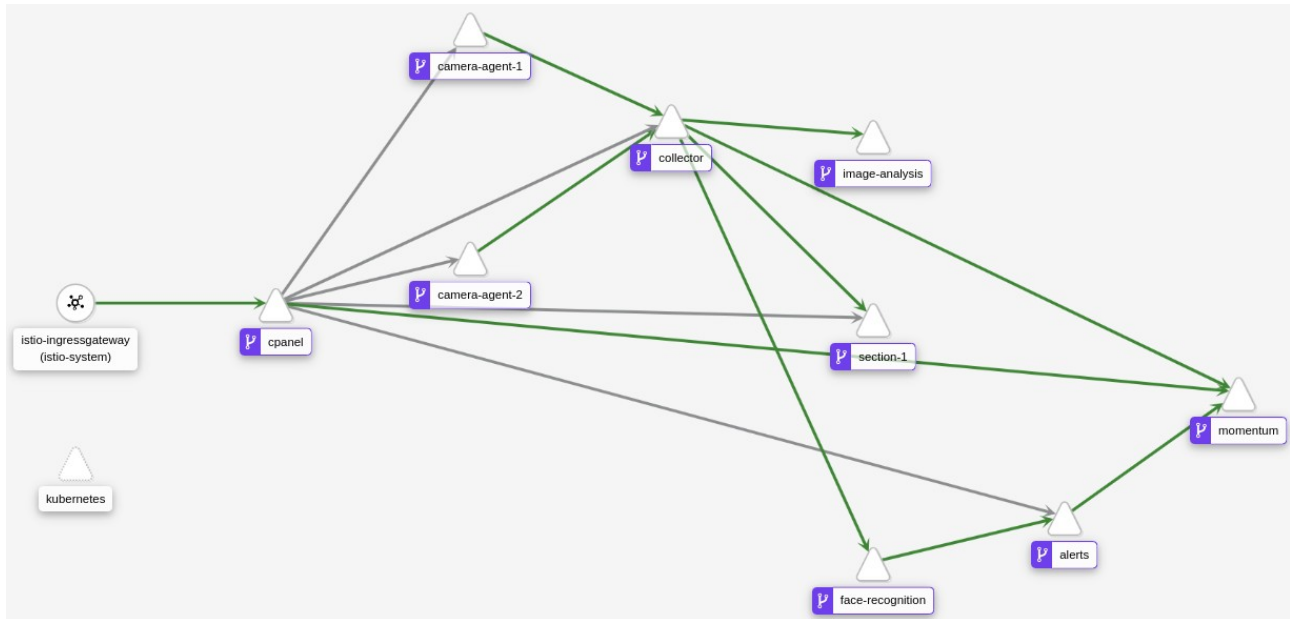 camera-agent-1
collector
image-analysis
camera-agent-2
istio-ingressgateway
(istio-system)
cpanel
section-1
momentum
kubernetes
alerts
face-recognition